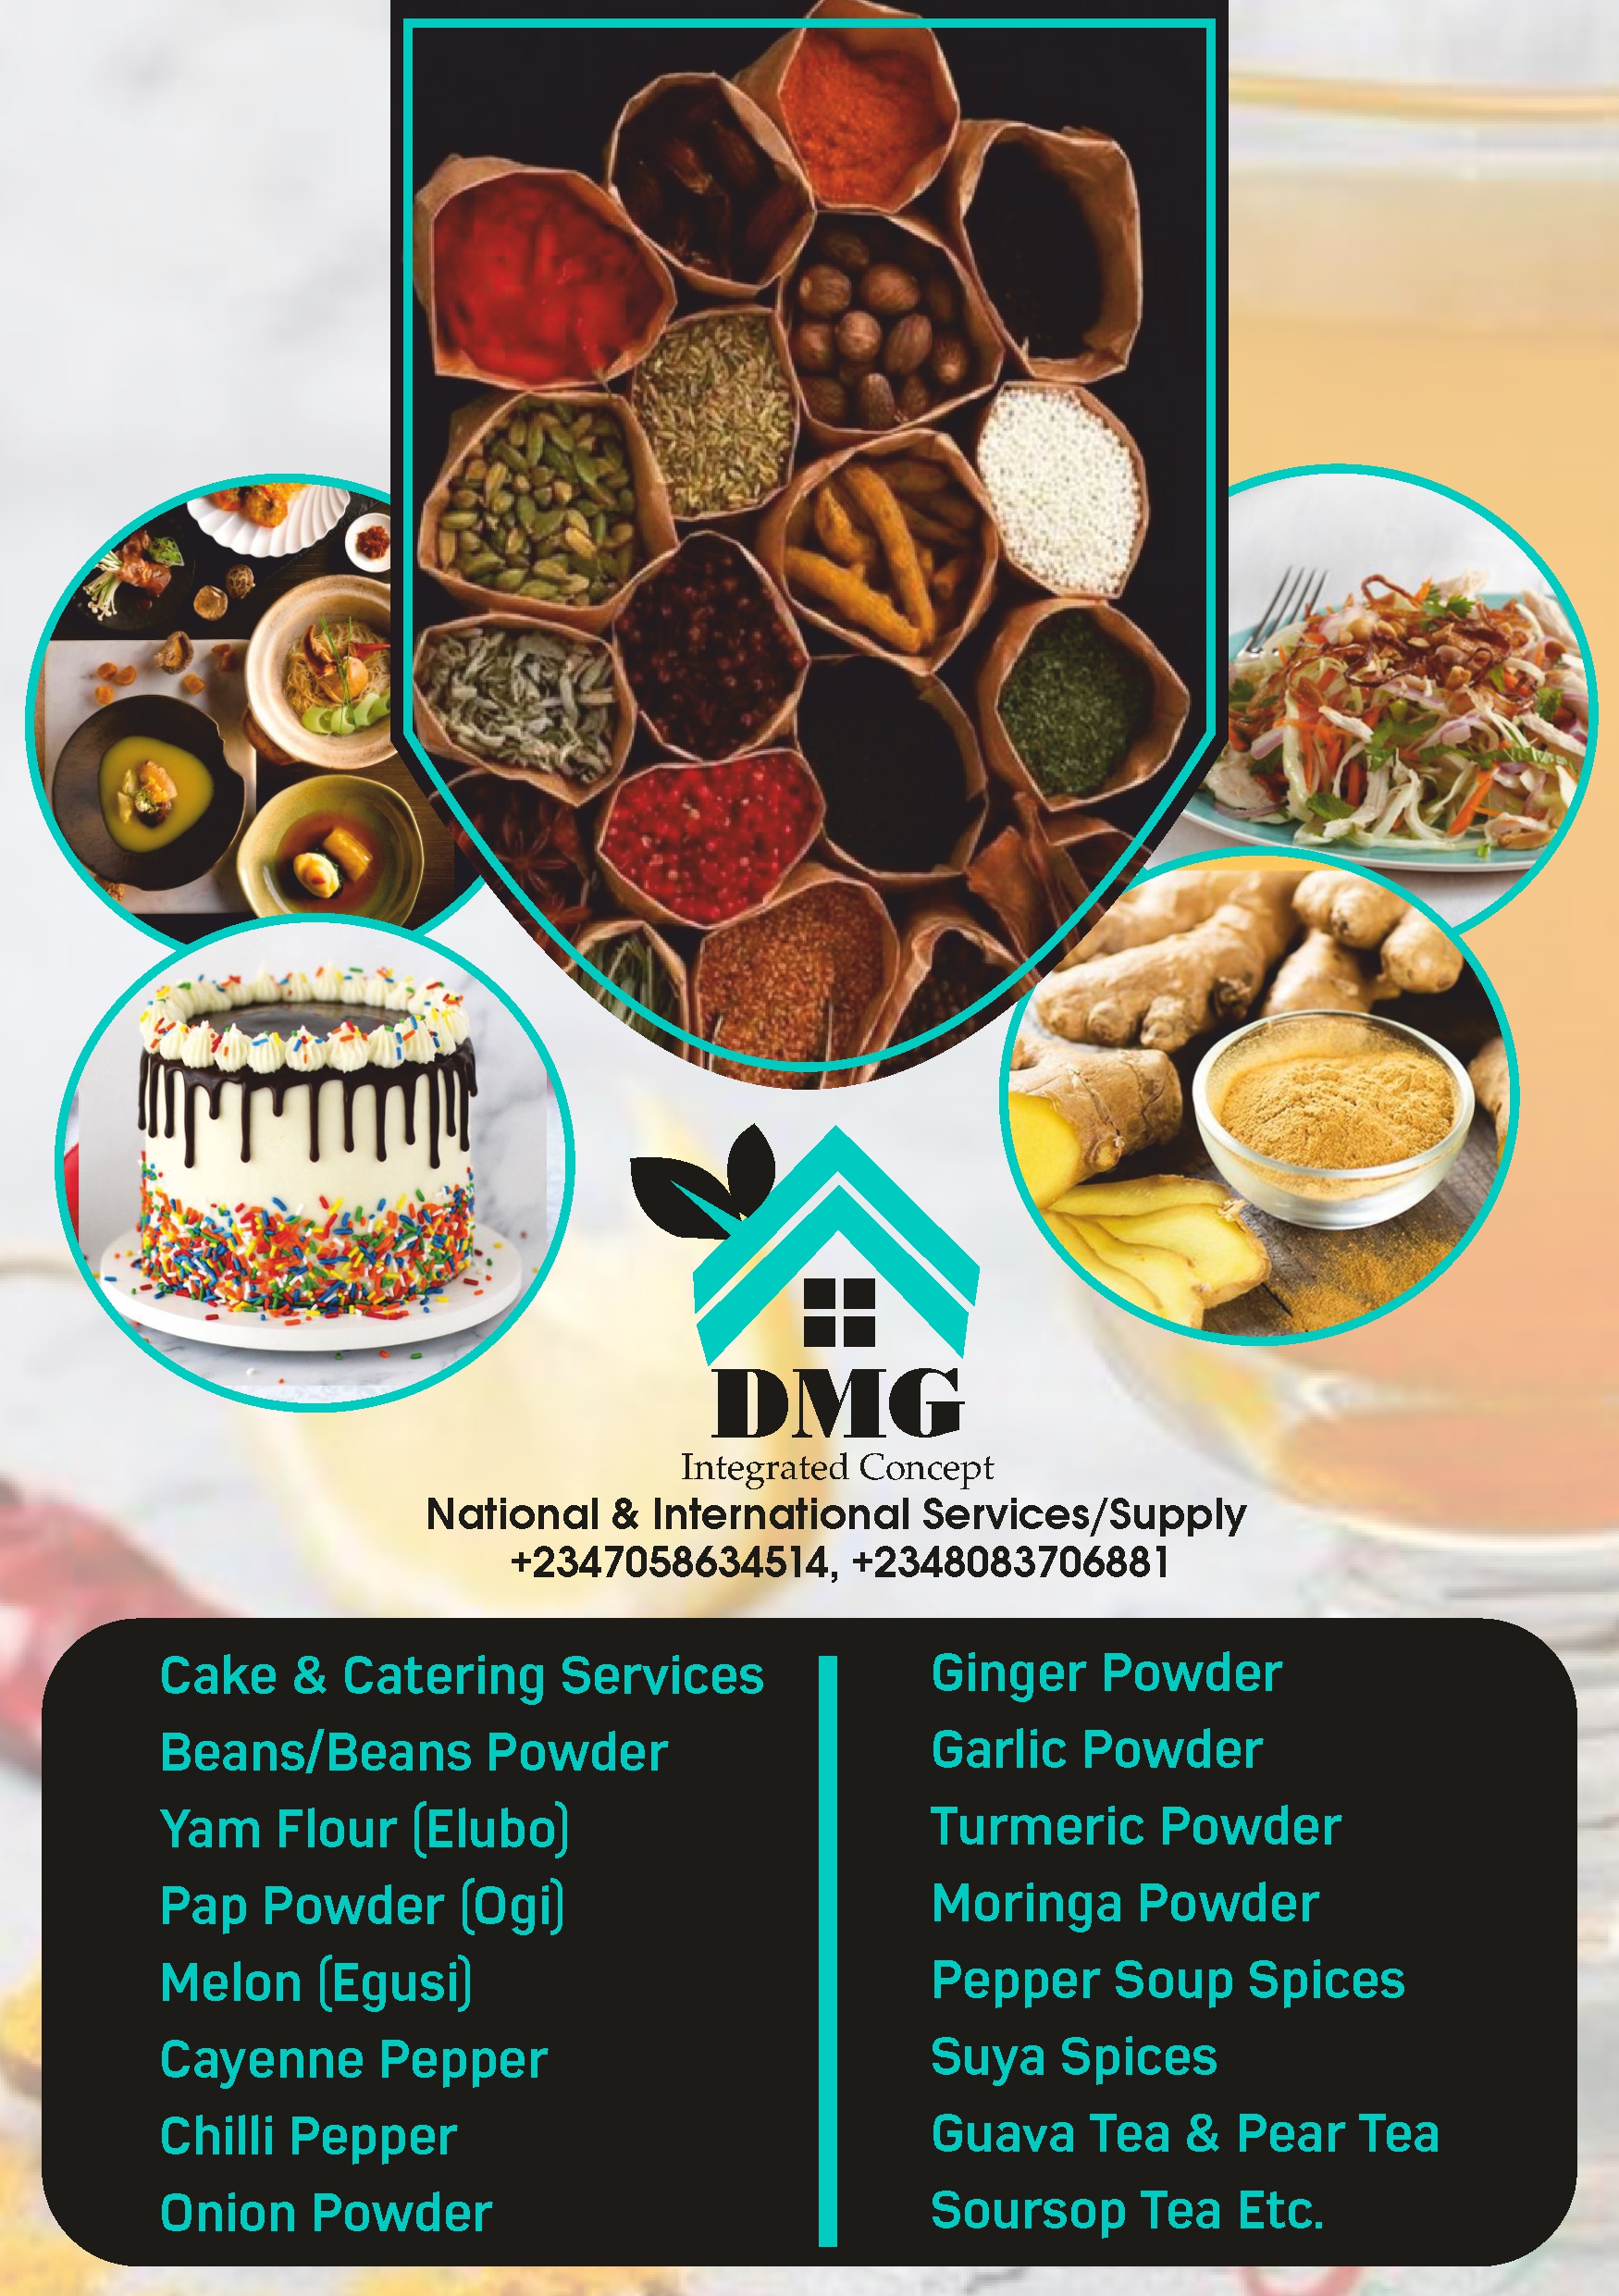 DMG
Integrated Concept
National & International Services/Supply
+2347058634514, +2348083706881
Cake & Catering Services
Beans/Beans Powder
Yam Flour (Elubo)
Pap Powder (Ogi)
Melon (Egusi)
Cayenne Pepper
Chilli Pepper
Onion Powder
Ginger Powder
Garlic Powder
Turmeric Powder
Moringa Powder
Pepper Soup Spices
Suya Spices
Guava Tea & Pear Tea
Soursop Tea Etc.